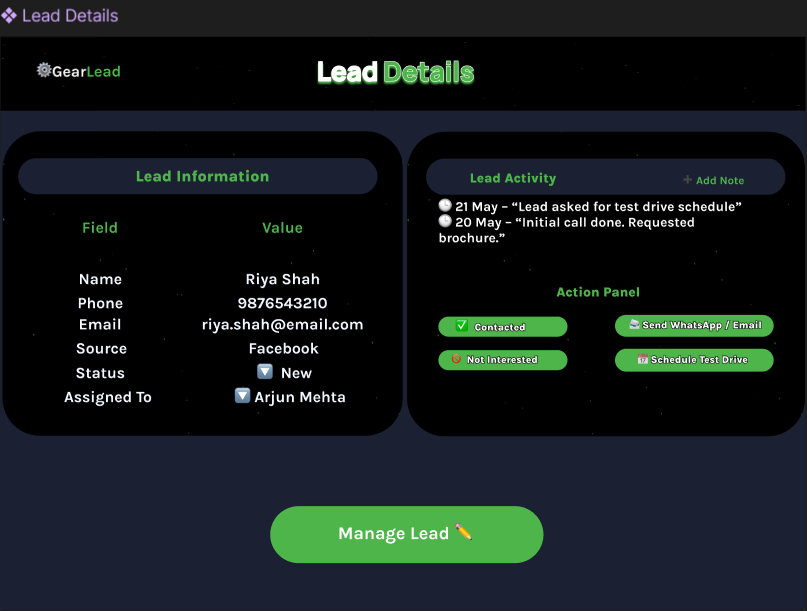 Lead Details
⚙️GearLead
Lead Details
Lead Information
Field Value
Name Riya Shah
Phone 9876543210
Email riya.shah@email.com
Source Facebook
Status 🔽 New
Assigned To 🔽 Arjun Mehta
Lead Activity ➕ Add Note
🕒 21 May – “Lead asked for test drive schedule”
🕒 20 May – “Initial call done. Requested
brochure.”
Action Panel
✅ Contacted
📨 Send WhatsApp / Email
🚫 Not Interested
📅 Schedule Test Drive
Manage Lead ✏️